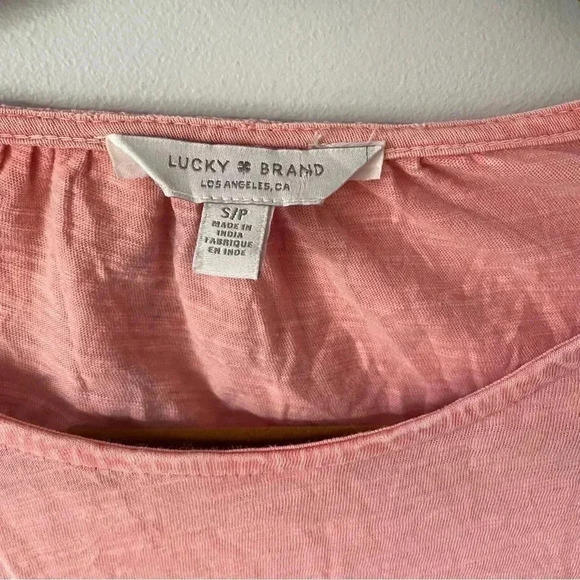 LUCKY BRAND
LOS ANGELES, CA
S/P
MADE IN
INDIA
FABRIQUE
EN INDE